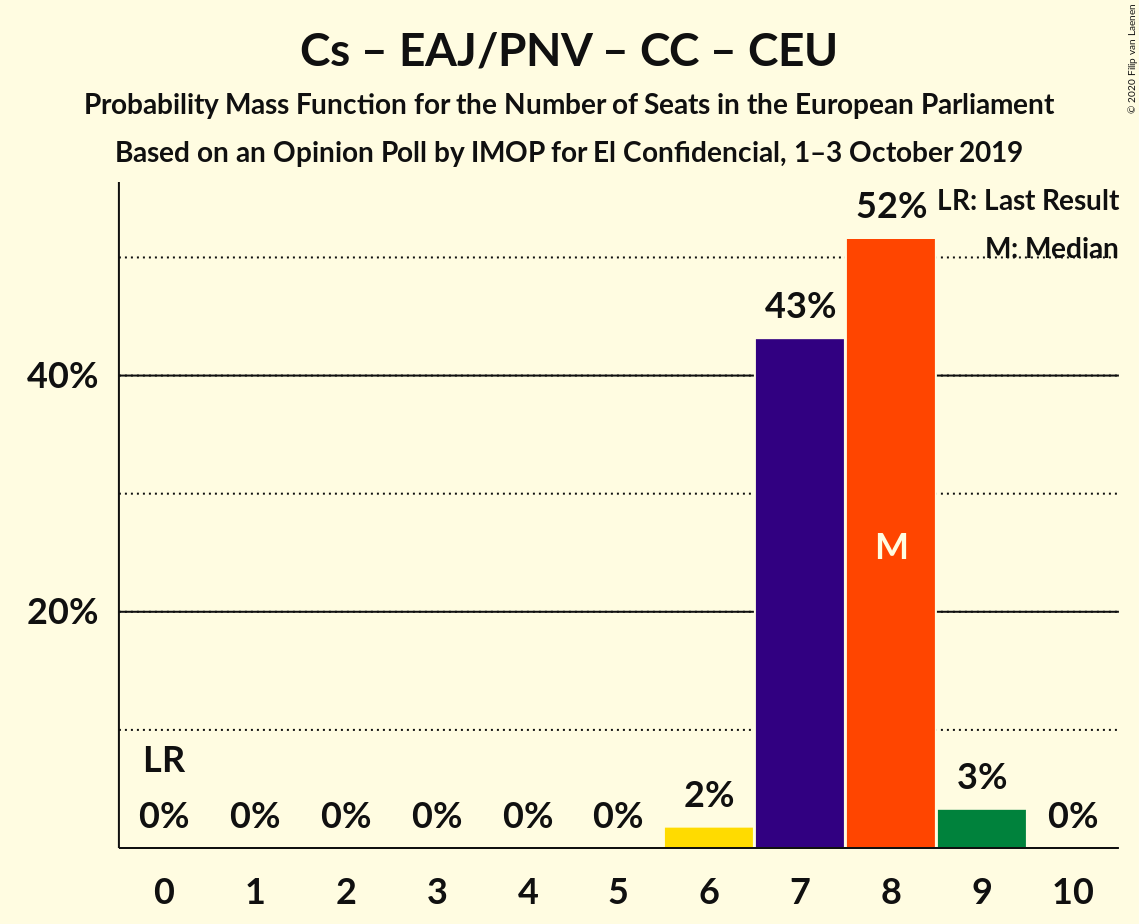 Cs – EAJ/PNV – CC – CEU
Probability Mass Function for the Number of Seats in the European Parliament
Based on an Opinion Poll by IMOP for El Confidencial, 1–3 October 2019
© 2020 Filip van Laenen
LR: Last Result
M: Median
52%
43%
40%
M
20%
LR
0% 0% 0% 0% 0% 0% 2% 3% 0%
0 1 2 3 4 5 6 7 8 9 10